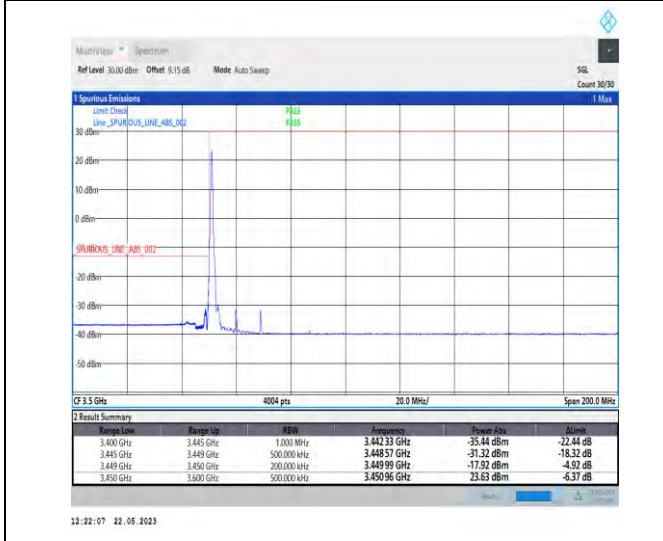 MultiView Spectrum
Ref Level 30.00 dBm Offset 9.15 dB Mode Auto Sweep SGL
Count 30/30
1 Spurious Emissions 1 Max
Limit Check PASS
Line _SPURIOUS_LINE_ABS_002 PASS
30 dBm
20 dBm
10 dBm
0 dBm
SPURIOUS_LINE_ABS_002
-20 dBm
-30 dBm
-40 dBm
-50 dBm
CF 3.5 GHz 4004 pts 20.0 MHz/ Span 200.0 MHz
2 Result Summary
Range Low Range Up RBW Frequency Power Abs ΔLimit
3.400 GHz 3.445 GHz 1.000 MHz 3.442 33 GHz -35.44 dBm -22.44 dB
3.445 GHz 3.449 GHz 500.000 kHz 3.448 57 GHz -31.32 dBm -18.32 dB
3.449 GHz 3.450 GHz 200.000 kHz 3.449 99 GHz -17.92 dBm -4.92 dB
3.450 GHz 3.600 GHz 500.000 kHz 3.450 96 GHz 23.63 dBm -6.37 dB
12:22:07 22.05.2023